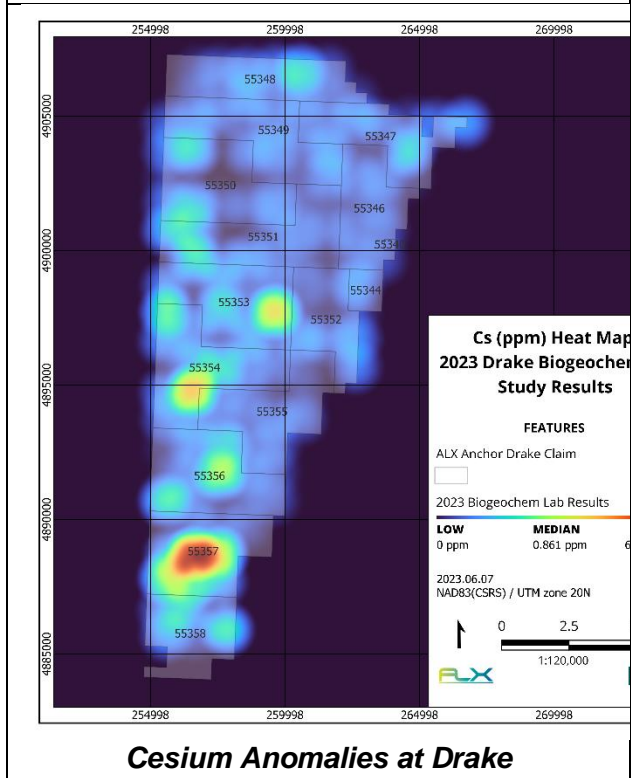 254998 259998 264998 269998
4905000
4900000
4895000
4890000
4885000
55348
55349
55347
55350
55346
55351
5534
55344
55353
55352
55354
55355
55356
55357
55358
Cs (ppm) Heat Map
2023 Drake Biogeochem
Study Results
FEATURES
ALX Anchor Drake Claim
2023 Biogeochem Lab Results
LOW MEDIAN
0 ppm 0.861 ppm 6
2023.06.07
NAD83(CSRS) / UTM zone 20N
0 2.5
1:120,000
ALX
254998 259998 264998 269998
Cesium Anomalies at Drake